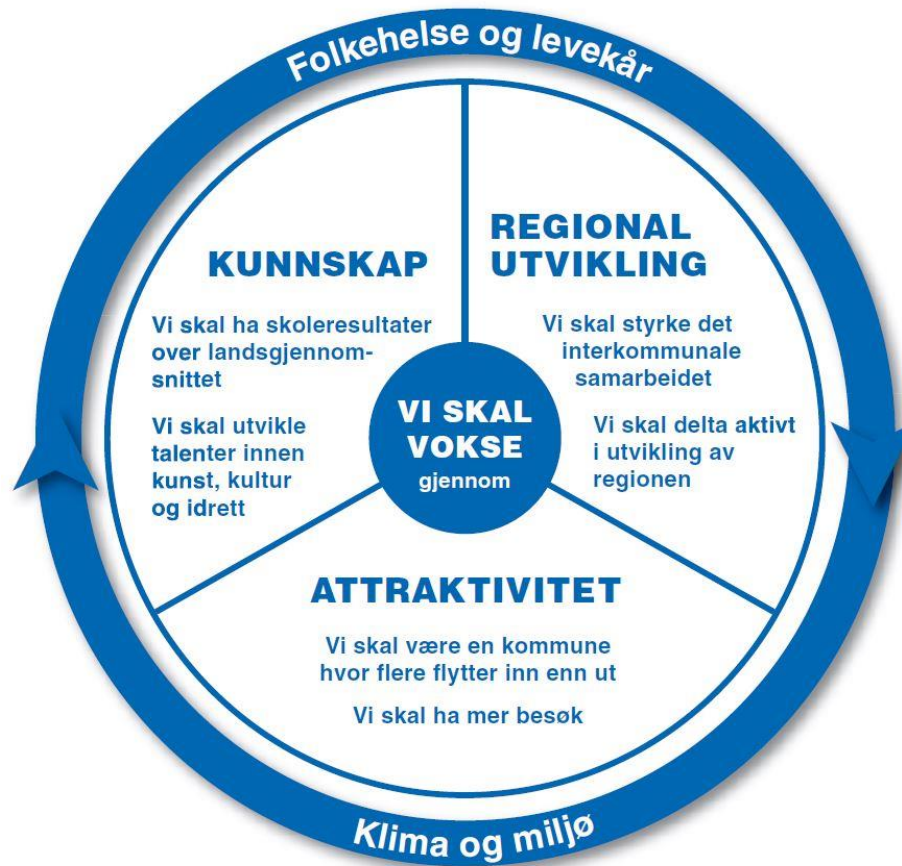 Folkehelse og levekår
KUNNSKAP
Vi skal ha skoleresultater
over landsgjennom-
snittet
Vi skal utvikle
talenter innen
kunst, kultur
og idrett
REGIONAL
UTVIKLING
Vi skal styrke det
interkommunale
samarbeidet
Vi skal delta aktivt
i utvikling av
regionen
VI SKAL
VOKSE
gjennom
ATTRAKTIVITET
Vi skal være en kommune
hvor flere flytter inn enn ut
Vi skal ha mer besøk
Klima og miljø